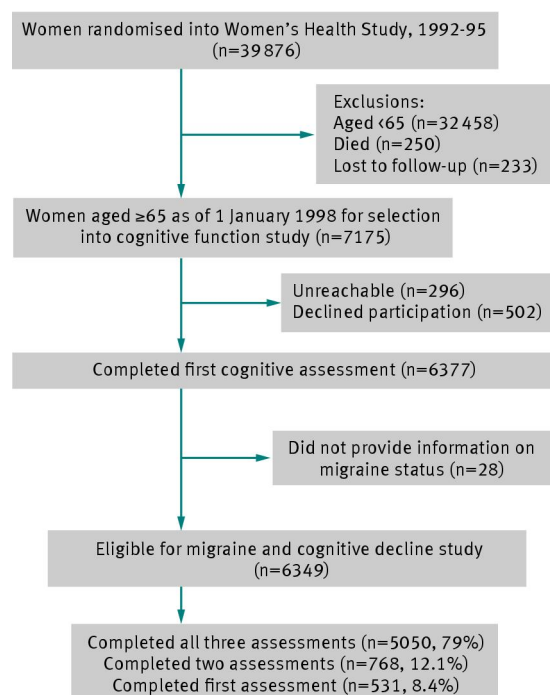 Women randomised into Women's Health Study, 1992-95
(n=39 876)
Exclusions:
Aged <65 (n=32 458)
Died (n=250)
Lost to follow-up (n=233)
Women aged ≥65 as of 1 January 1998 for selection
into cognitive function study (n=7175)
Unreachable (n=296)
Declined participation (n=502)
Completed first cognitive assessment (n=6377)
Did not provide information on
migraine status (n=28)
Eligible for migraine and cognitive decline study
(n=6349)
Completed all three assessments (n=5050, 79%)
Completed two assessments (n=768, 12.1%)
Completed first assessment (n=531, 8.4%)